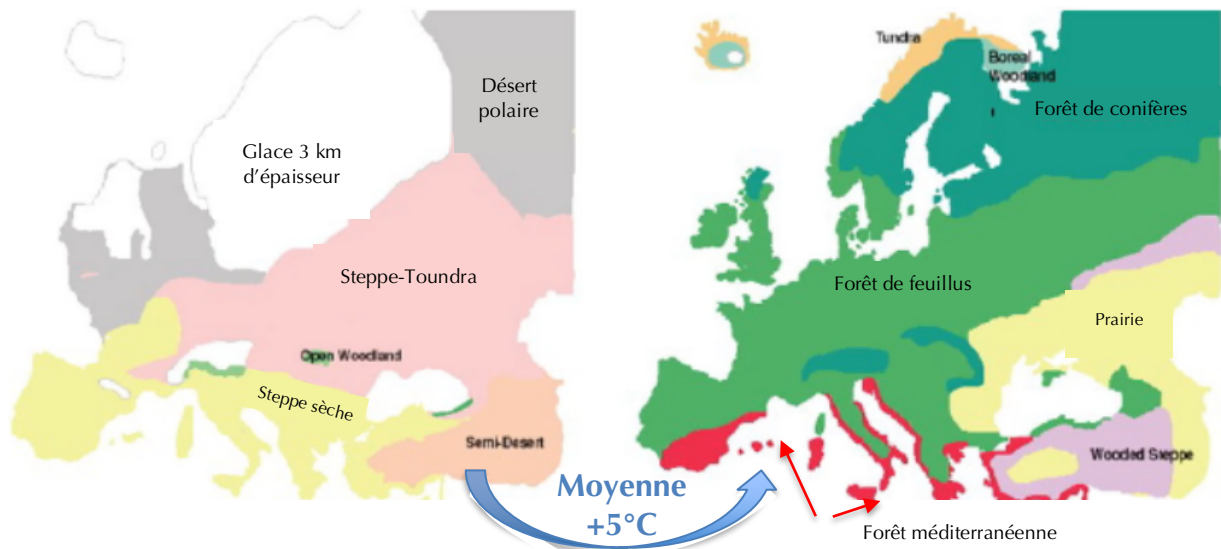 Désert
polaire
Glace 3 km
d'épaisseur
Steppe-Toundra
Open Woodland
Steppe sèche
Semi-Desert
Moyenne
+5°C
Tundra
Boreal
Woodland
Forêt de conifères
Forêt de feuillus
Prairie
Wooded Steppe
Forêt méditerranéenne